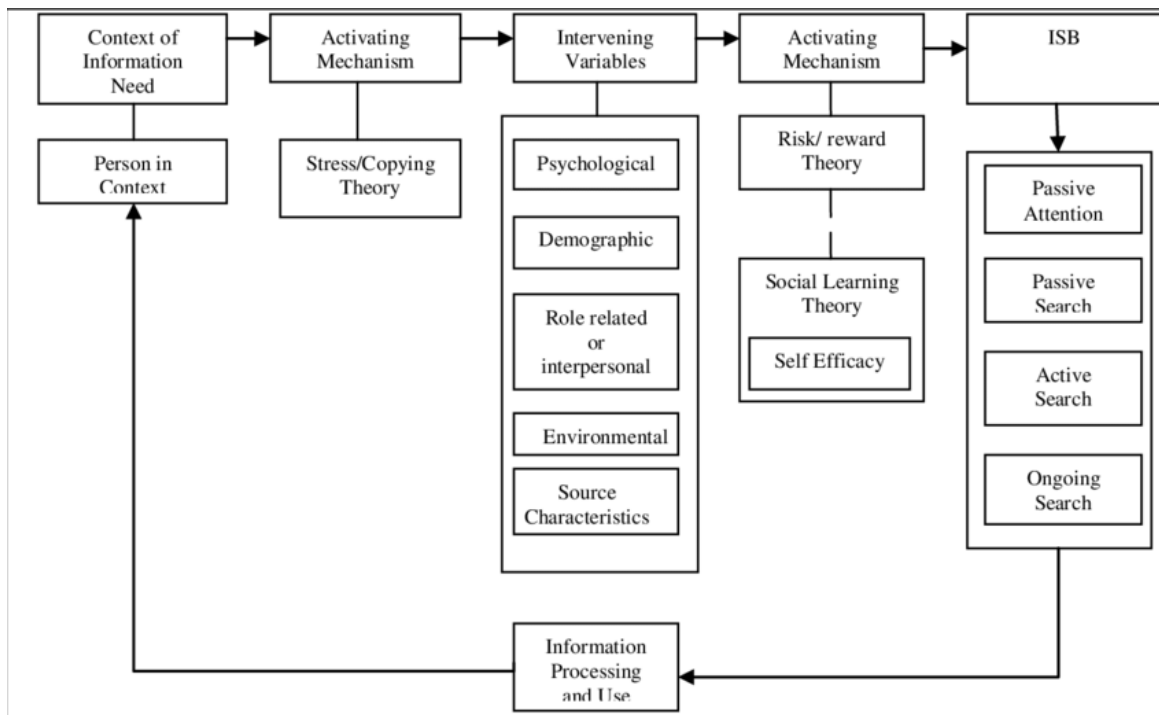 Context of
Information
Need
Activating
Mechanism
Intervening
Variables
Activating
Mechanism
ISB
Person in
Context
Stress/Copying
Theory
Psychological
Demographic
Role related
or
interpersonal
Environmental
Source
Characteristics
Risk/ reward
Theory
Social Learning
Theory
Self Efficacy
Passive
Attention
Passive
Search
Active
Search
Ongoing
Search
Information
Processing
and Use